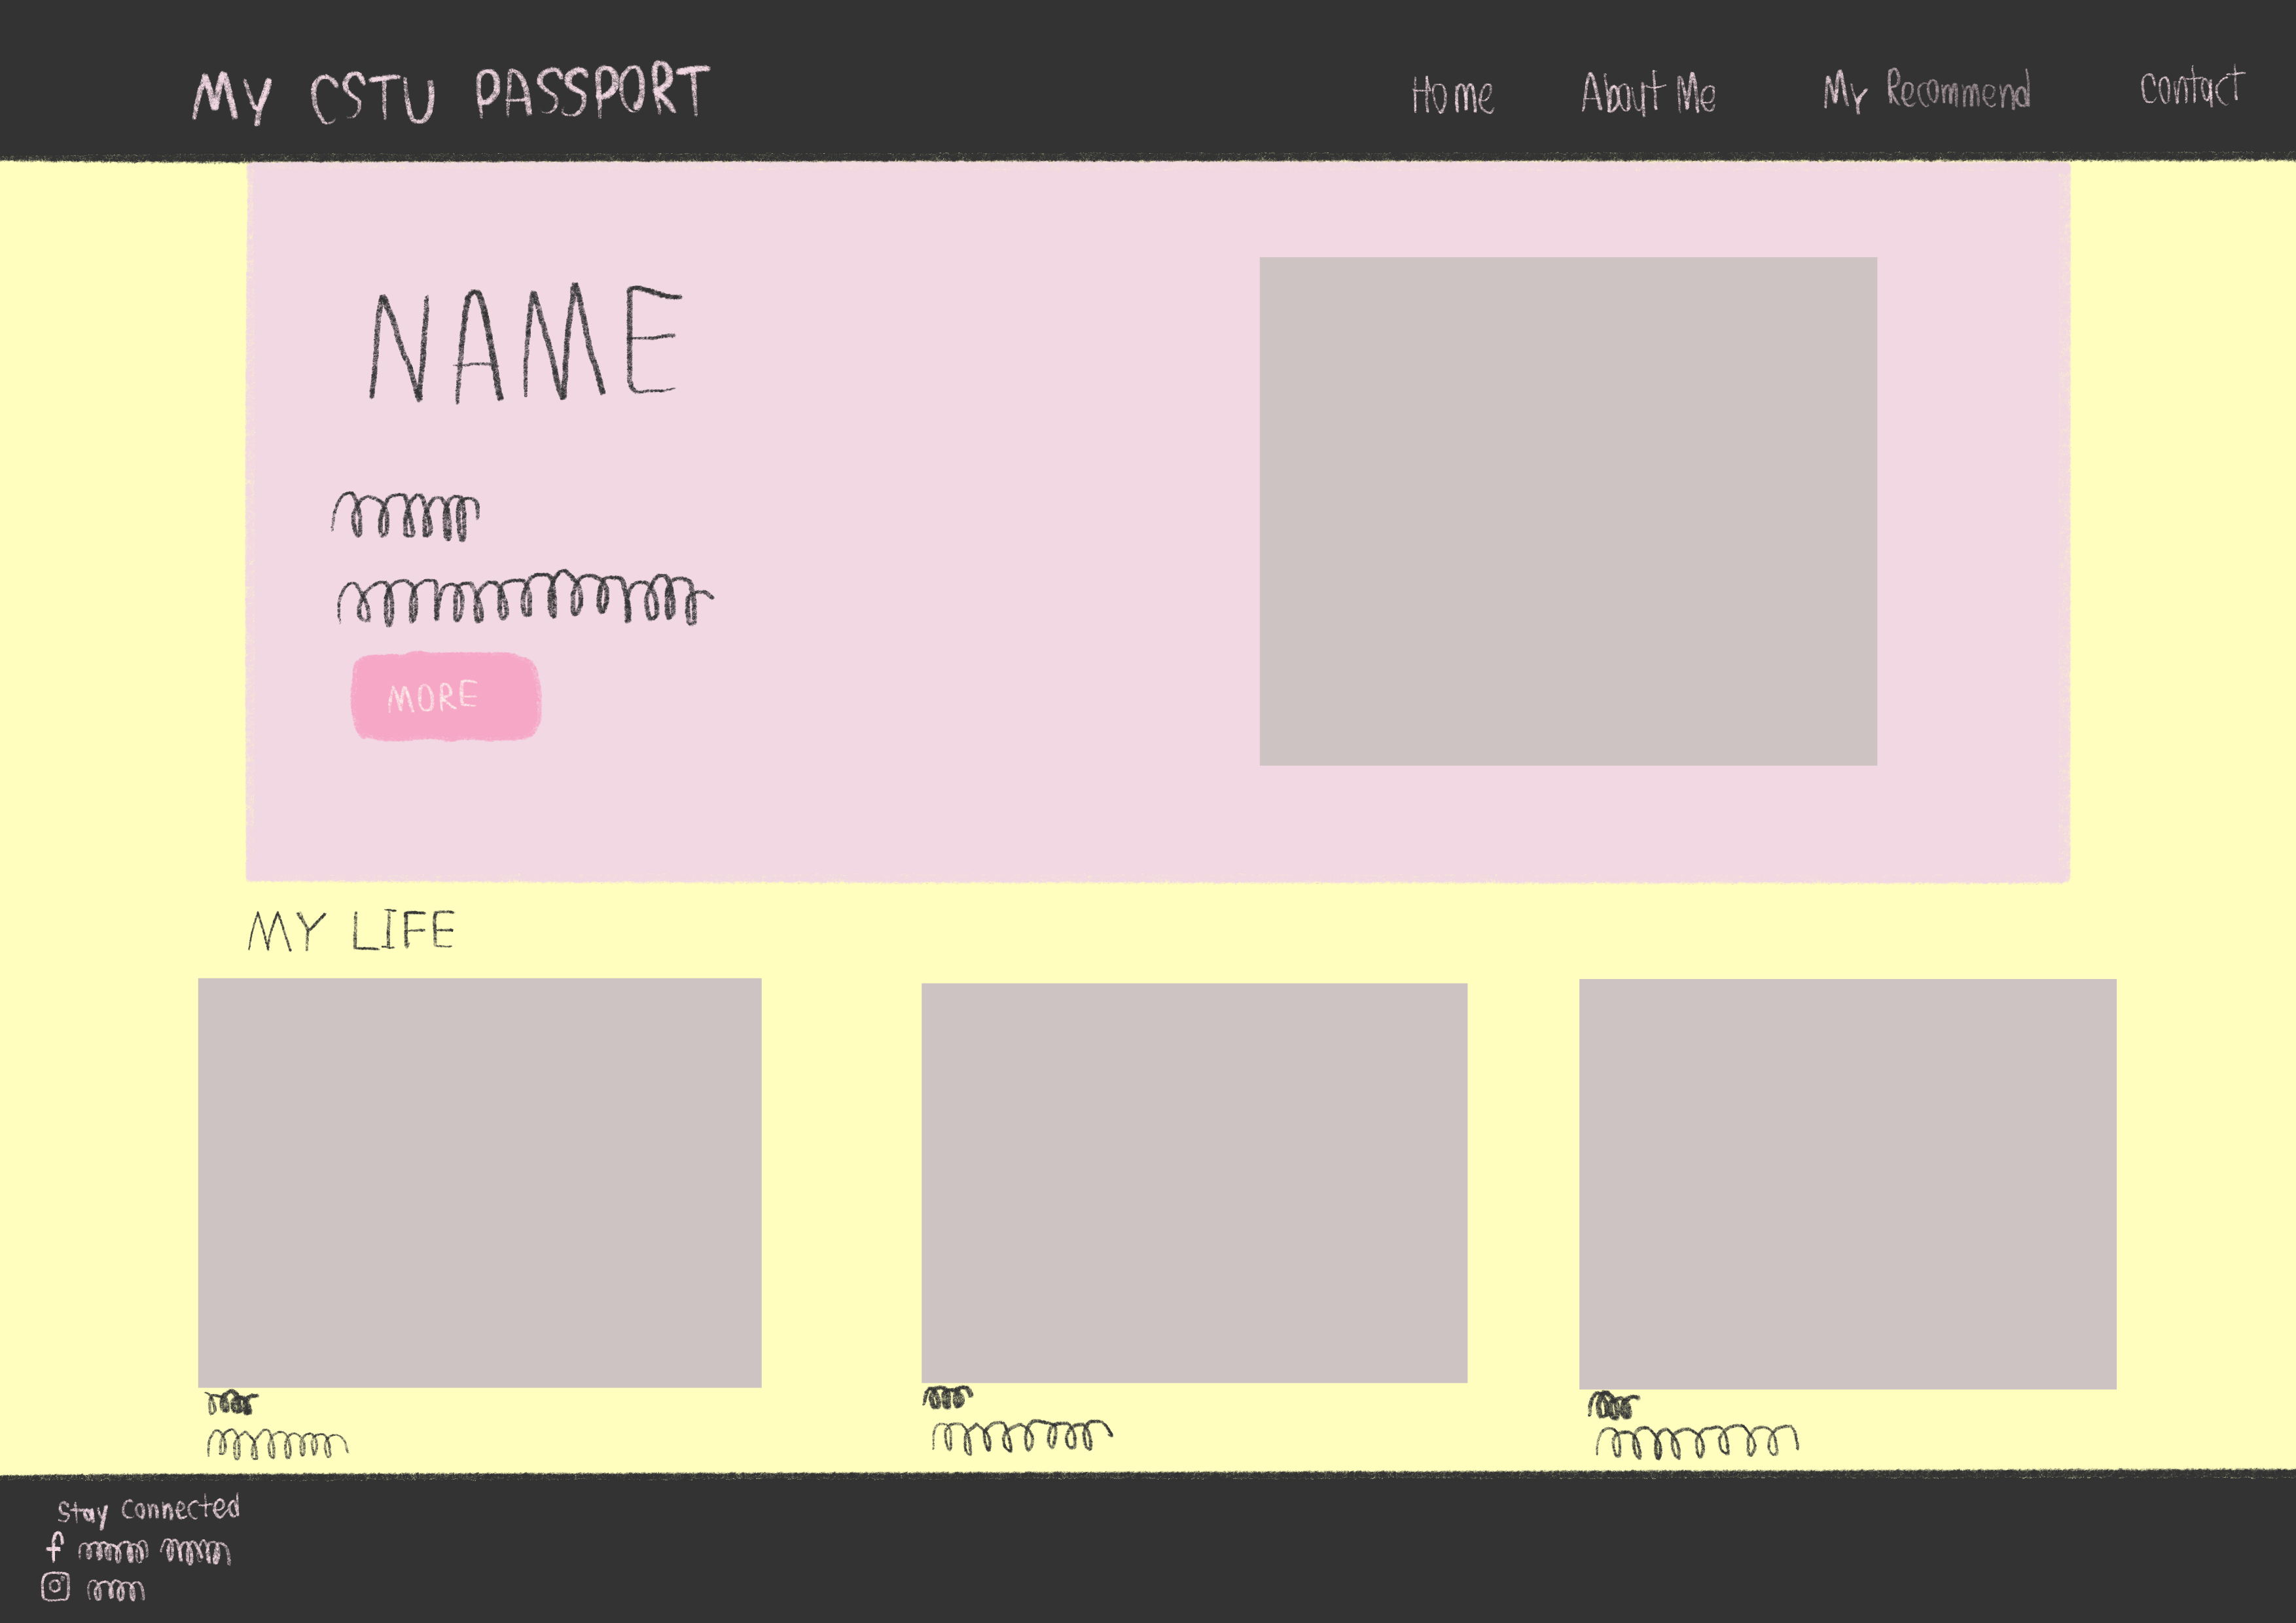 MY CSTU PASSPORT
Home About Me My Recommend contact
NAME
MORE
MY LIFE
Stay Connected